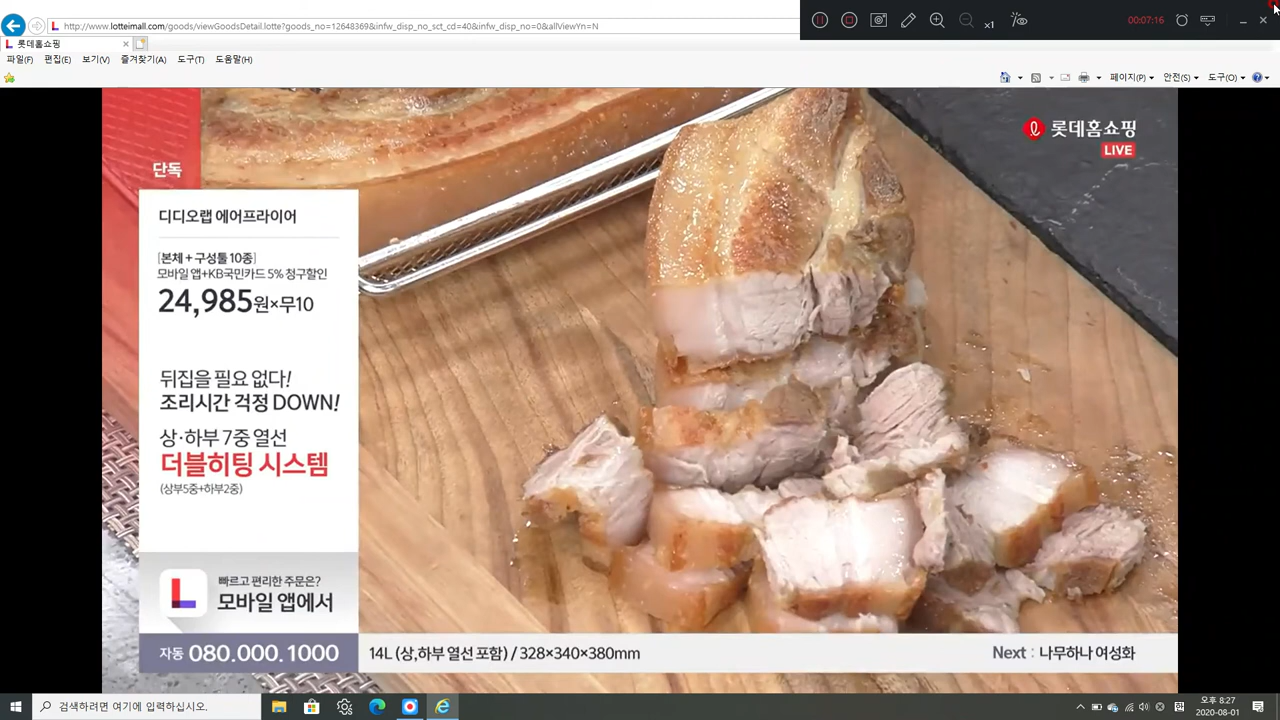 http://www.lotteimall.com/goods/viewGoodsDetail.lotte?goods_no=12648369&infw_disp_no_sct_cd=40&infw_disp_no=0&allViewYn=N
x1
00:07:16
롯데홈쇼핑
파일(F) 편집(E) 보기(V) 즐겨찾기(A) 도구(T) 도움말(H)
페이지(P) 안전(S) 도구(O)
롯데홈쇼핑
LIVE
단독
디디오랩 에어프라이어
[본체 + 구성툴 10종]
모바일 앱+KB국민카드 5% 청구할인
24,985원×무10
뒤집을 필요 없다!
조리시간 걱정 DOWN!
상·하부 7중 열선
더블히팅 시스템
(상부5중+하부2중)
L
빠르고 편리한 주문은?
모바일 앱에서
자동 080.000.1000
14L (상,하부 열선 포함) / 328×340×380mm
Next : 나무하나 여성화
검색하려면 여기에 입력하십시오.
오후 8:27
2020-08-01